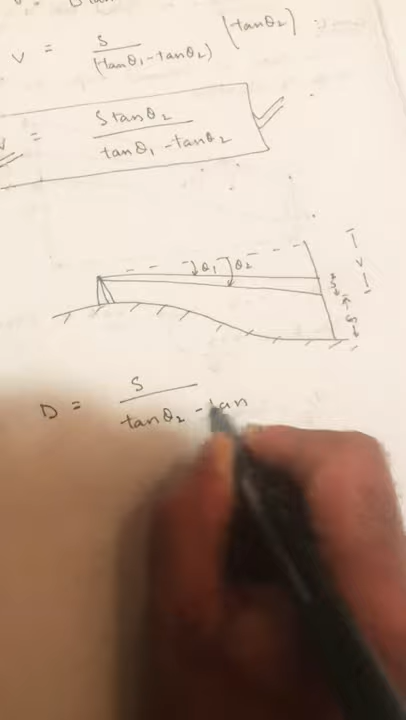 V = S / (tanθ₁ - tanθ₂) (tanθ₂)
V = S tanθ₂ / tanθ₁ - tanθ₂
θ₁ θ₂
V
S
D = S / tanθ₂ - tan